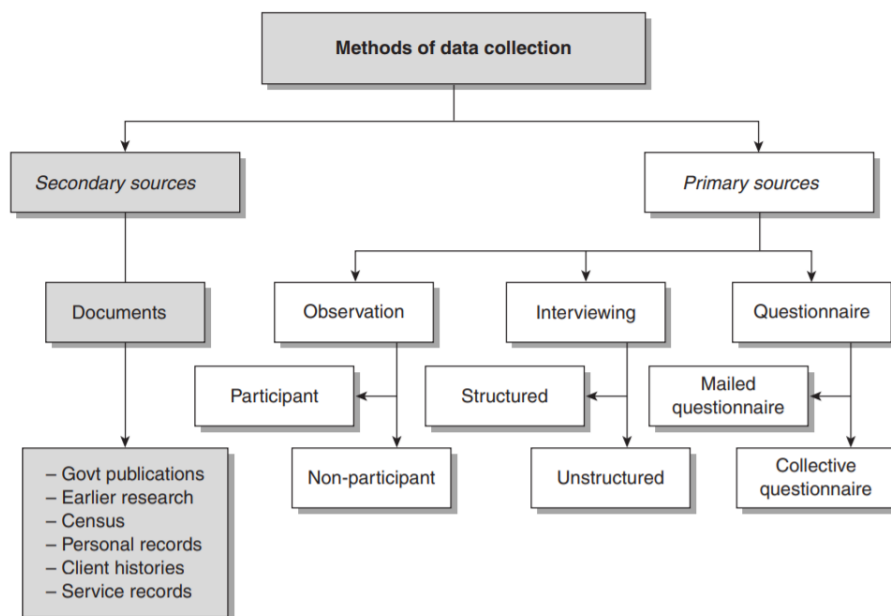 Methods of data collection
Secondary sources
Primary sources
Documents
Observation
Interviewing
Questionnaire
Participant
Structured
Mailed
questionnaire
Non-participant
Unstructured
Collective
questionnaire
– Govt publications
– Earlier research
– Census
– Personal records
– Client histories
– Service records